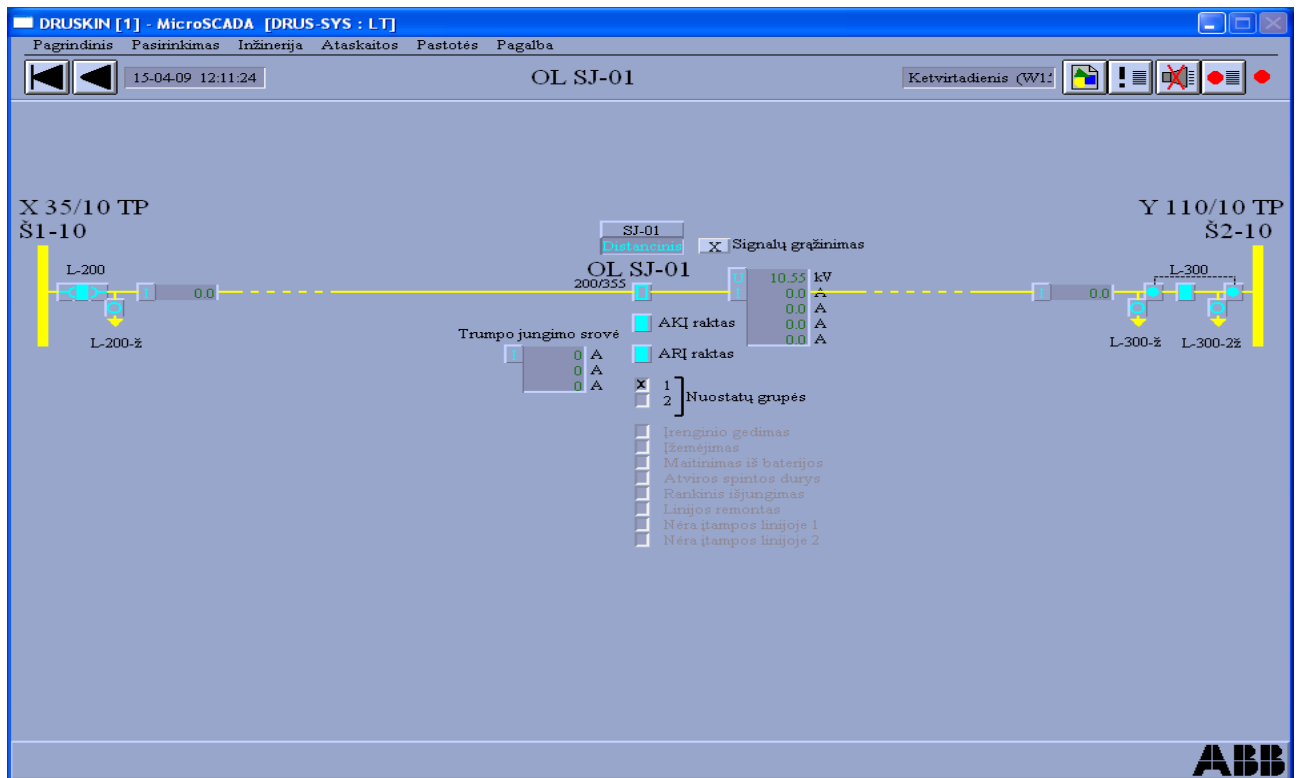 DRUSKIN [1] - MicroSCADA [DRUS-SYS : LT]
Pagrindinis Pasirinkimas Inžinerija Ataskaitos Pastotės Pagalba
15-04-09 12:11:24 OL SJ-01 Ketvirtadienis
X 35/10 TP Y 110/10 TP
Š1-10 Š2-10
SJ-01
Distancinis X Signalų grąžinimas
L-200 OL SJ-01 L-300
200/355
U 10.55 kV
I 0.0 I 0.0 A I 0.0
0.0 A
0.0 A
0.0 A
L-200-ž L-300-ž L-300-2ž
AKĮ raktas
Trumpo jungimo srovė
ARĮ raktas
I 0 A
0 A
0 A
X 1
2 Nuostatų grupės
Įrenginio gedimas
Įžemėjimas
Maitinimas iš baterijos
Atviros spintos durys
Rankinis išjungimas
Linijos remontas
Nėra įtampos linijoje 1
Nėra įtampos linijoje 2
ABB